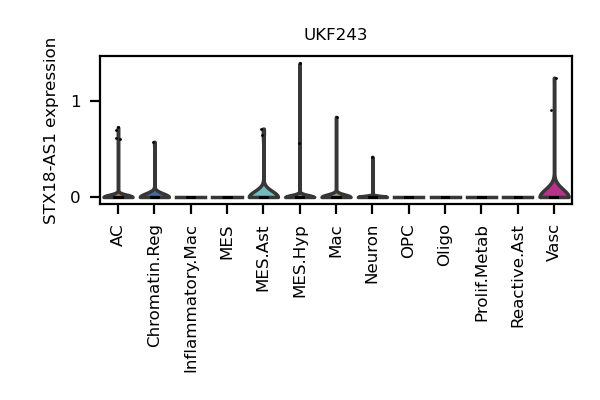 UKF243
STX18-AS1 expression
1
0
AC
Chromatin.Reg
Inflammatory.Mac
MES
MES.Ast
MES.Hyp
Mac
Neuron
OPC
Oligo
Prolif.Metab
Reactive.Ast
Vasc